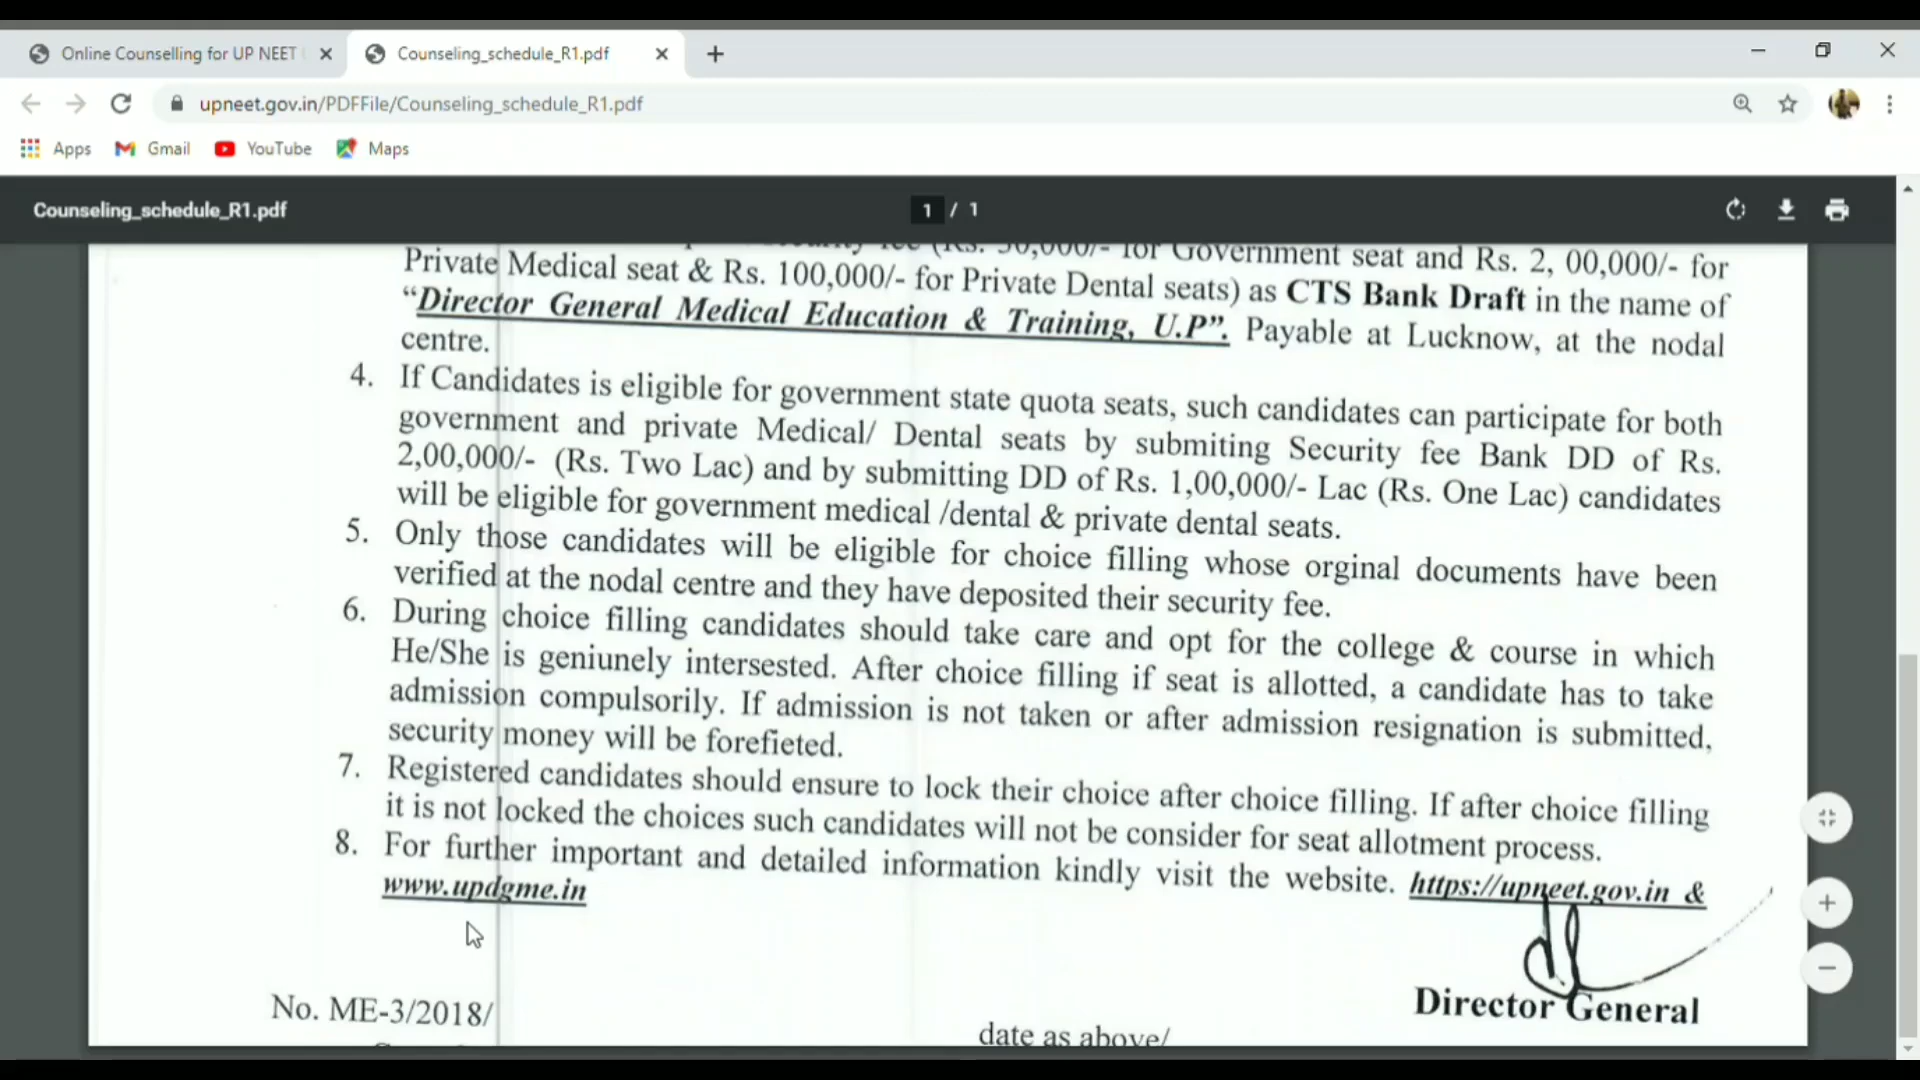 Online Counselling for UP NEET
Counseling_schedule_R1.pdf
upneet.gov.in/PDFFile/Counseling_schedule_R1.pdf
Apps Gmail YouTube Maps
Counseling_schedule_R1.pdf 1 / 1
fee (Rs. 30,000/- for Government seat and Rs. 2, 00,000/- for
Private Medical seat & Rs. 100,000/- for Private Dental seats) as CTS Bank Draft in the name of
“Director General Medical Education & Training, U.P”. Payable at Lucknow, at the nodal
centre.
4. If Candidates is eligible for government state quota seats, such candidates can participate for both
government and private Medical/ Dental seats by submiting Security fee Bank DD of Rs.
2,00,000/- (Rs. Two Lac) and by submitting DD of Rs. 1,00,000/- Lac (Rs. One Lac) candidates
will be eligible for government medical /dental & private dental seats.
5. Only those candidates will be eligible for choice filling whose orginal documents have been
verified at the nodal centre and they have deposited their security fee.
6. During choice filling candidates should take care and opt for the college & course in which
He/She is geniunely intersested. After choice filling if seat is allotted, a candidate has to take
admission compulsorily. If admission is not taken or after admission resignation is submitted,
security money will be forefieted.
7. Registered candidates should ensure to lock their choice after choice filling. If after choice filling
it is not locked the choices such candidates will not be consider for seat allotment process.
8. For further important and detailed information kindly visit the website. https://upneet.gov.in &
www.updgme.in
Director General
No. ME-3/2018/
date as above/